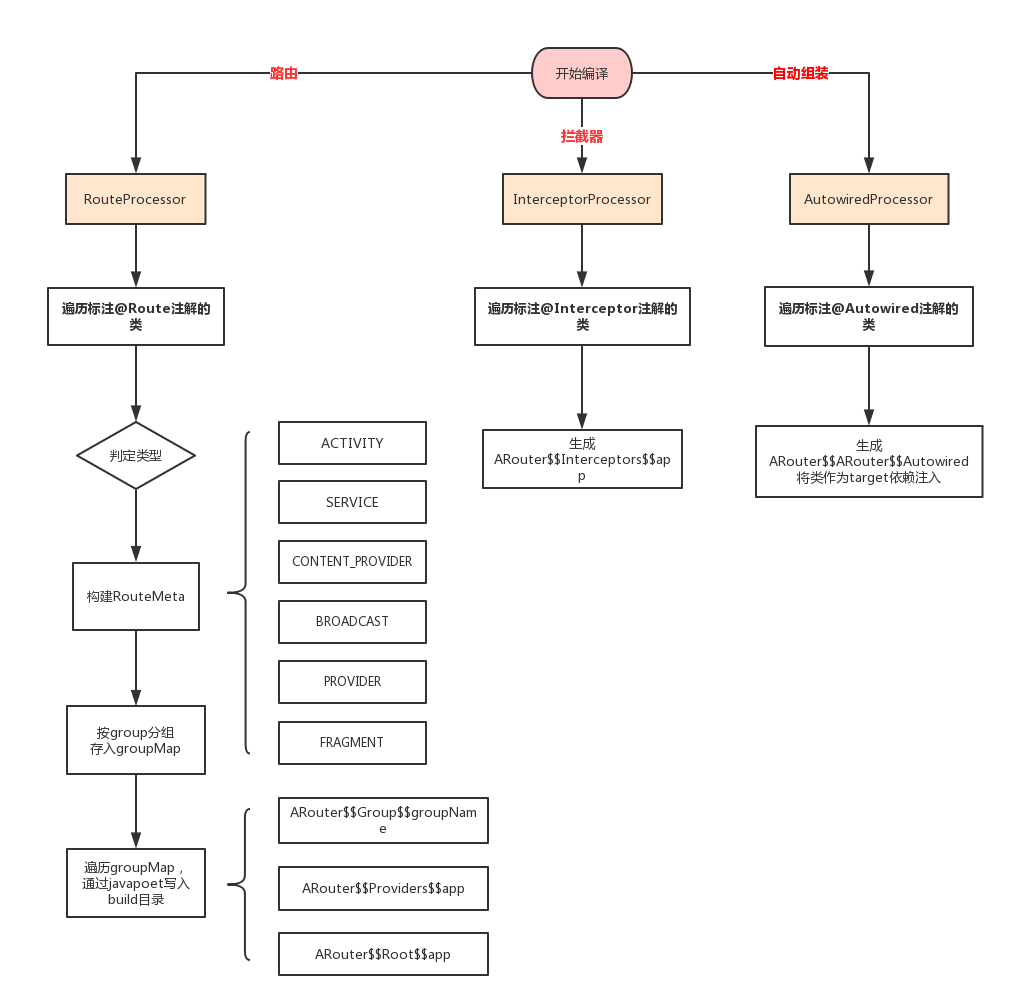 开始编译
路由
拦截器
自动组装
RouteProcessor
InterceptorProcessor
AutowiredProcessor
遍历标注@Route注解的
类
遍历标注@Interceptor注解的
类
遍历标注@Autowired注解的
类
判定类型
构建RouteMeta
按group分组
存入groupMap
遍历groupMap，
通过javapoet写入
build目录
ACTIVITY
SERVICE
CONTENT_PROVIDER
BROADCAST
PROVIDER
FRAGMENT
ARouter$$Group$$groupNam
e
ARouter$$Providers$$app
ARouter$$Root$$app
生成
ARouter$$Interceptors$$ap
p
生成
ARouter$$ARouter$$Autowired
将类作为target依赖注入